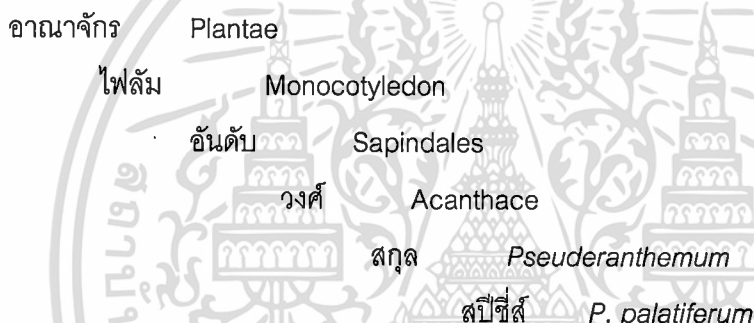 อาณาจักร Plantae
ไฟลัม Monocotyledon
อันดับ Sapindales
วงศ์ Acanthace
สกุล Pseuderanthemum
สปีชี่ส์ P. palatiferum